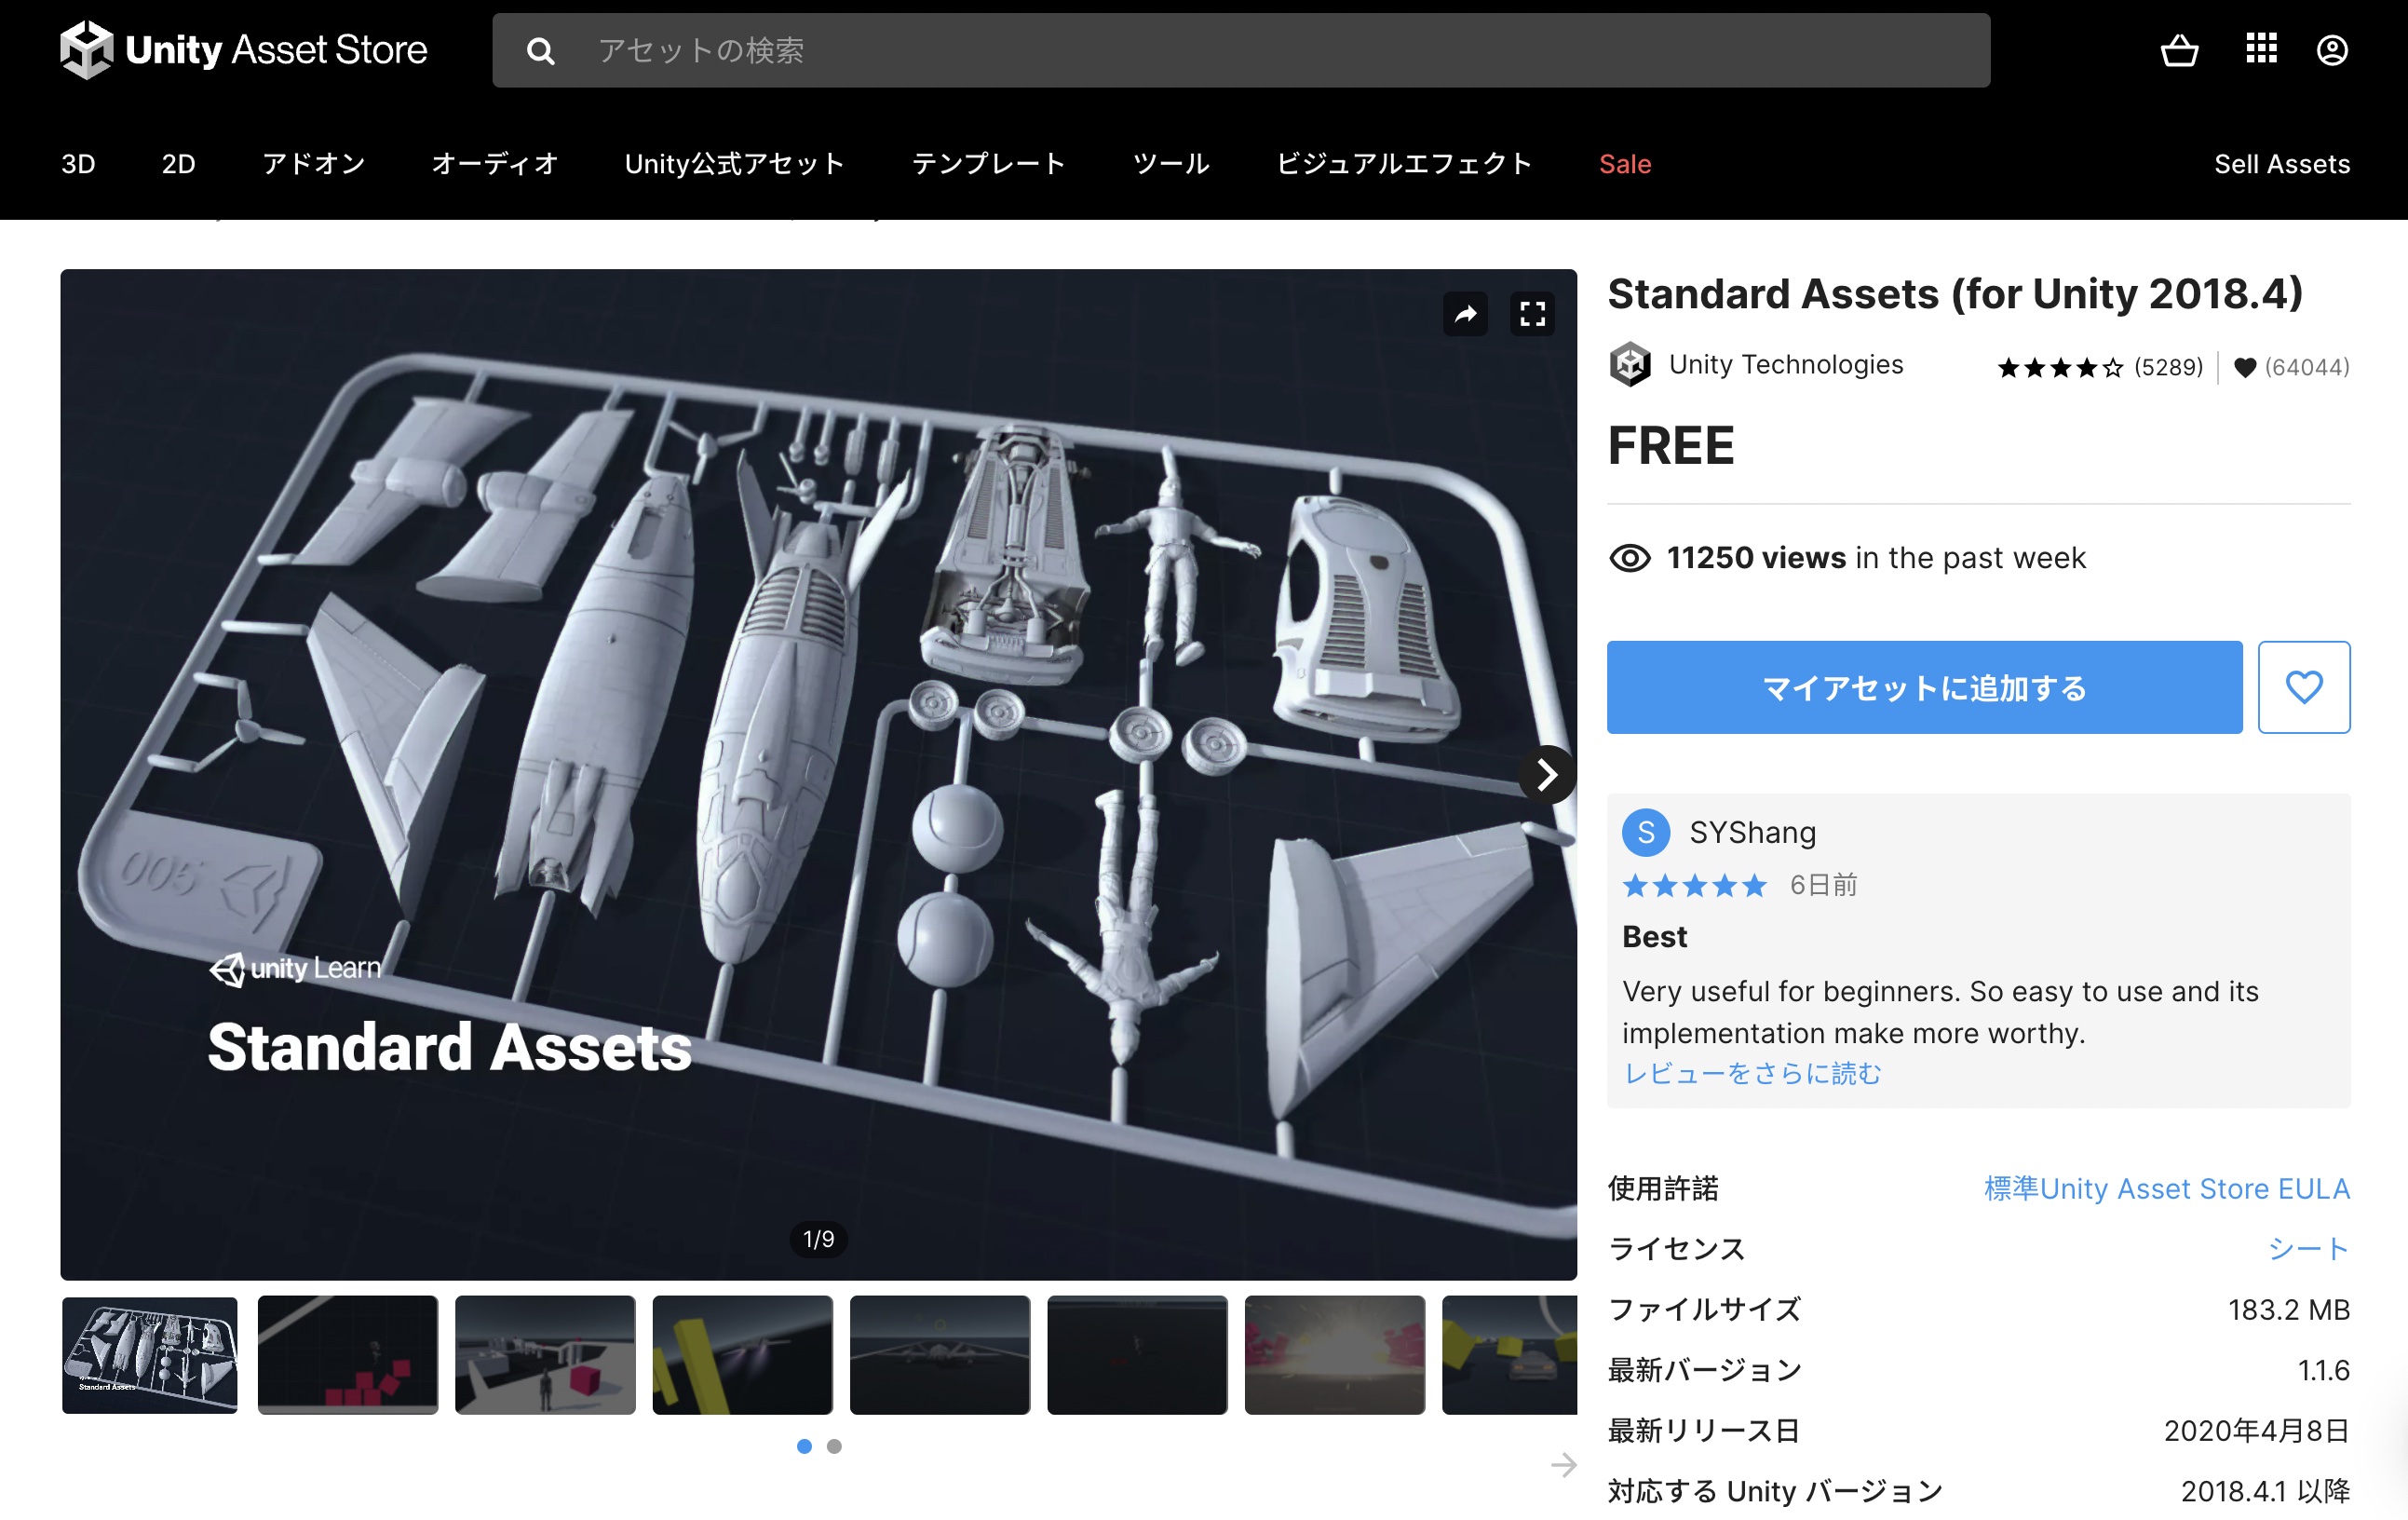 Unity Asset Store
アセットの検索
3D 2D アドオン オーディオ Unity公式アセット テンプレート ツール ビジュアルエフェクト Sale Sell Assets
Standard Assets (for Unity 2018.4)
Unity Technologies (5289) (64044)
FREE
11250 views in the past week
マイアセットに追加する
S SYShang
6日前
Best
Very useful for beginners. So easy to use and its
implementation make more worthy.
レビューをさらに読む
005
unity Learn
Standard Assets
1/9
Standard Assets
使用許諾 標準Unity Asset Store EULA
ライセンス シート
ファイルサイズ 183.2 MB
最新バージョン 1.1.6
最新リリース日 2020年4月8日
対応する Unity バージョン 2018.4.1 以降